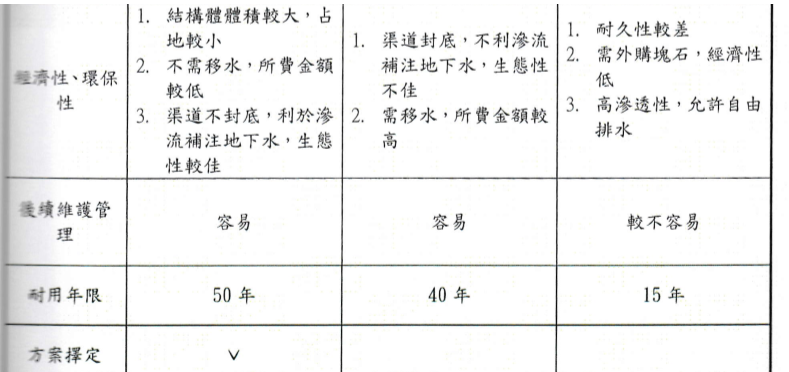 經濟性、環保
性
1. 結構體體積較大,占
地較小
2. 不需移水,所費金額
較低
3. 渠道不封底,利於滲
流補注地下水,生態
性較佳
1. 渠道封底,不利滲流
補注地下水,生態性
不佳
2. 需移水,所費金額較
高
1. 耐久性較差
2. 需外購塊石,經濟性
低
3. 高滲透性,允許自由
排水
後續維護管
理
容易
容易
較不容易
耐用年限
50 年
40 年
15 年
方案擇定
∨